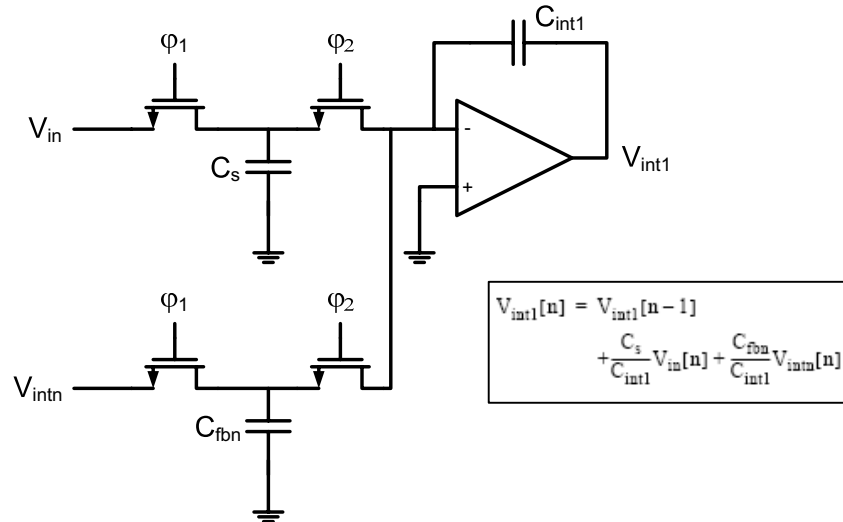 φ1
φ2
Cint1
Vin
Cs
-
+
Vint1
φ1
φ2
Vintn
Cfbn
Vint1[n] = Vint1[n-1]
+ Cs/Cint1 Vin[n] + Cfbn/Cint1 Vintn[n]